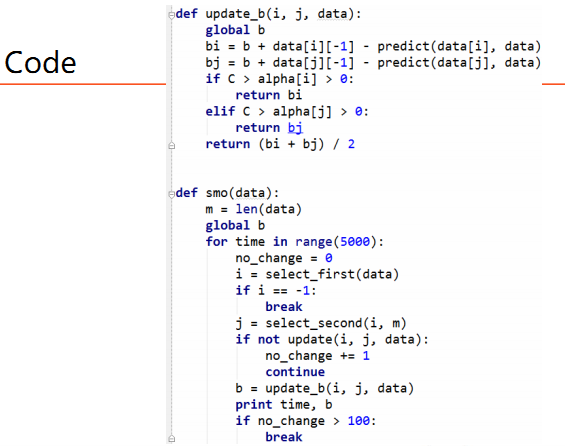 Code
def update_b(i, j, data):
    global b
    bi = b + data[i][-1] - predict(data[i], data)
    bj = b + data[j][-1] - predict(data[j], data)
    if C > alpha[i] > 0:
        return bi
    elif C > alpha[j] > 0:
        return bj
    return (bi + bj) / 2
def smo(data):
    m = len(data)
    global b
    for time in range(5000):
        no_change = 0
        i = select_first(data)
        if i == -1:
            break
        j = select_second(i, m)
        if not update(i, j, data):
            no_change += 1
            continue
        b = update_b(i, j, data)
        print time, b
        if no_change > 100:
            break